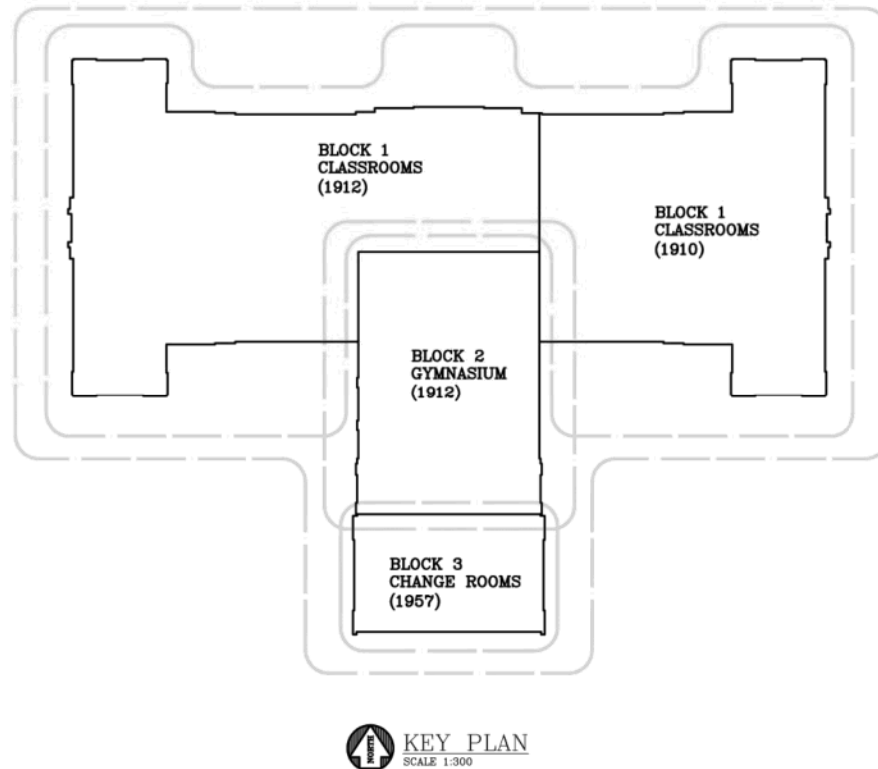 BLOCK 1
CLASSROOMS
(1912)
BLOCK 1
CLASSROOMS
(1910)
BLOCK 2
GYMNASIUM
(1912)
BLOCK 3
CHANGE ROOMS
(1957)
NORTH
KEY PLAN
SCALE 1:300